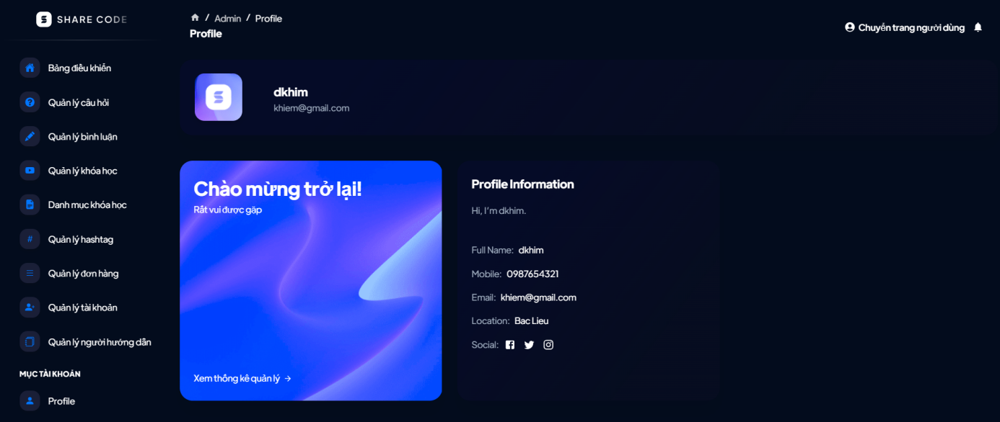 SHARE CODE
/ Admin / Profile
Profile
Chuyển trang người dùng
Bảng điều khiển
Quản lý câu hỏi
Quản lý bình luận
Quản lý khóa học
Danh mục khóa học
# Quản lý hashtag
Quản lý đơn hàng
Quản lý tài khoản
Quản lý người hướng dẫn
MỤC TÀI KHOẢN
Profile
dkhim
khiem@gmail.com
Chào mừng trở lại!
Rất vui được gặp
Xem thống kê quản lý →
Profile Information
Hi, I'm dkhim.
Full Name: dkhim
Mobile: 0987654321
Email: khiem@gmail.com
Location: Bac Lieu
Social: